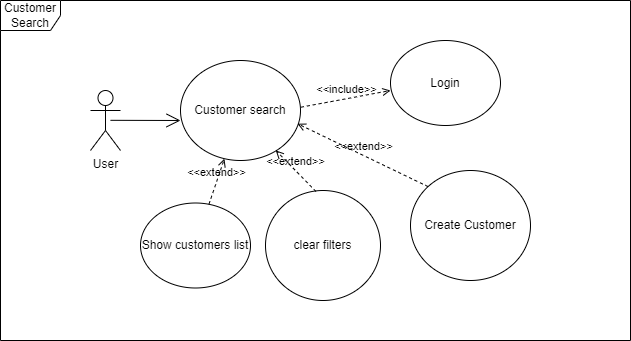 Customer
Search
Customer search
<<include>>
Login
User
<<extend>>
<<extend>>
<<extend>>
Show customers list
clear filters
Create Customer